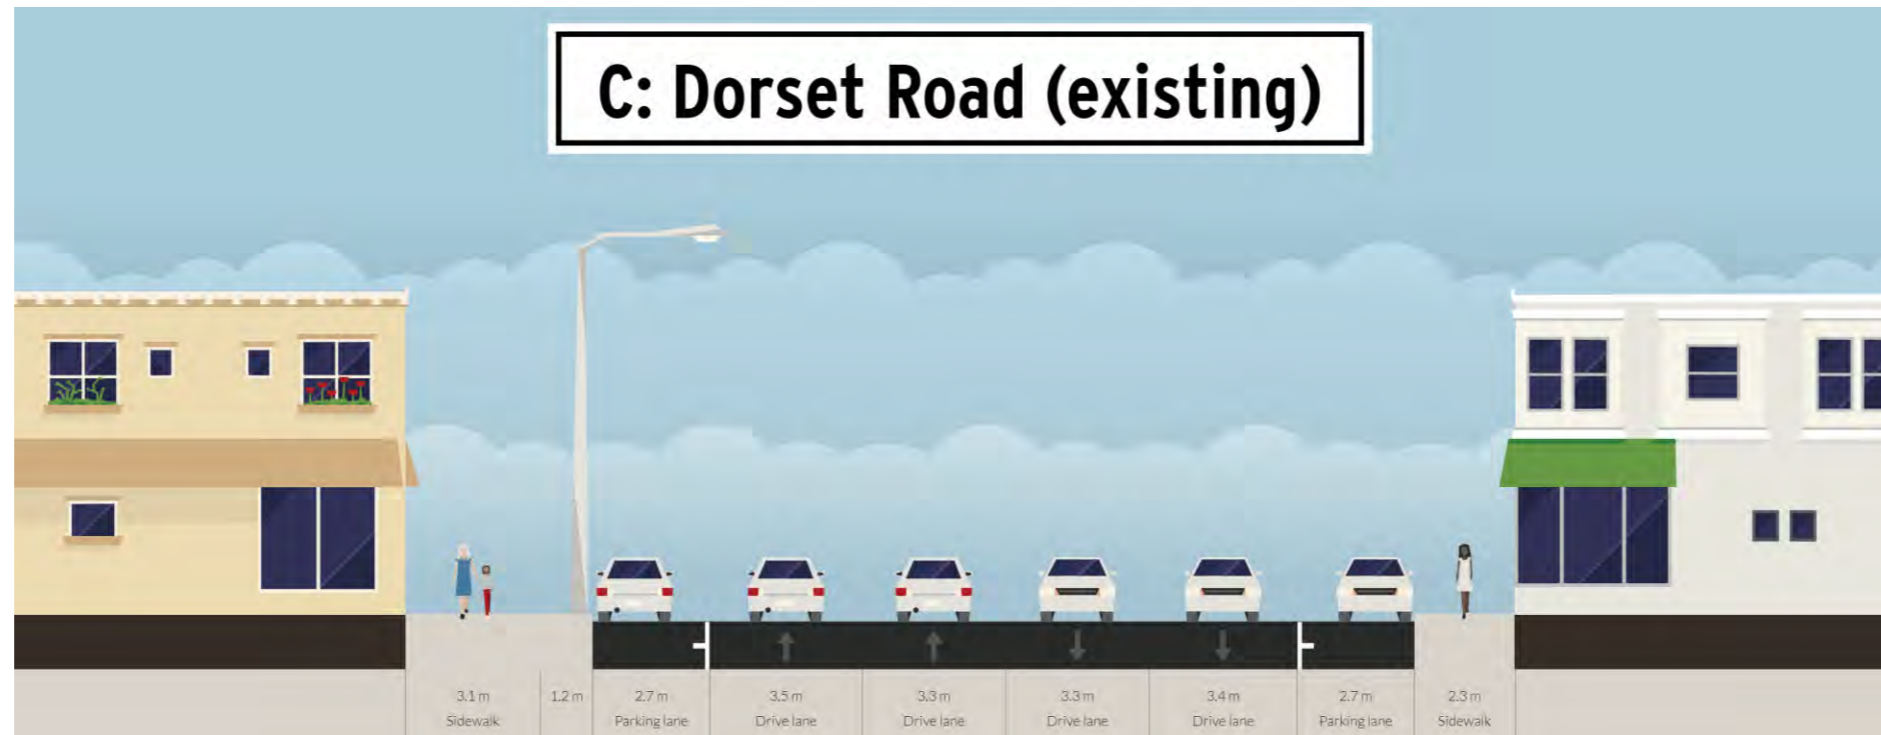 C: Dorset Road (existing)
3.1 m
Sidewalk
1.2 m
2.7 m
Parking lane
3.5 m
Drive lane
3.3 m
Drive lane
3.3 m
Drive lane
3.4 m
Drive lane
2.7 m
Parking lane
2.3 m
Sidewalk